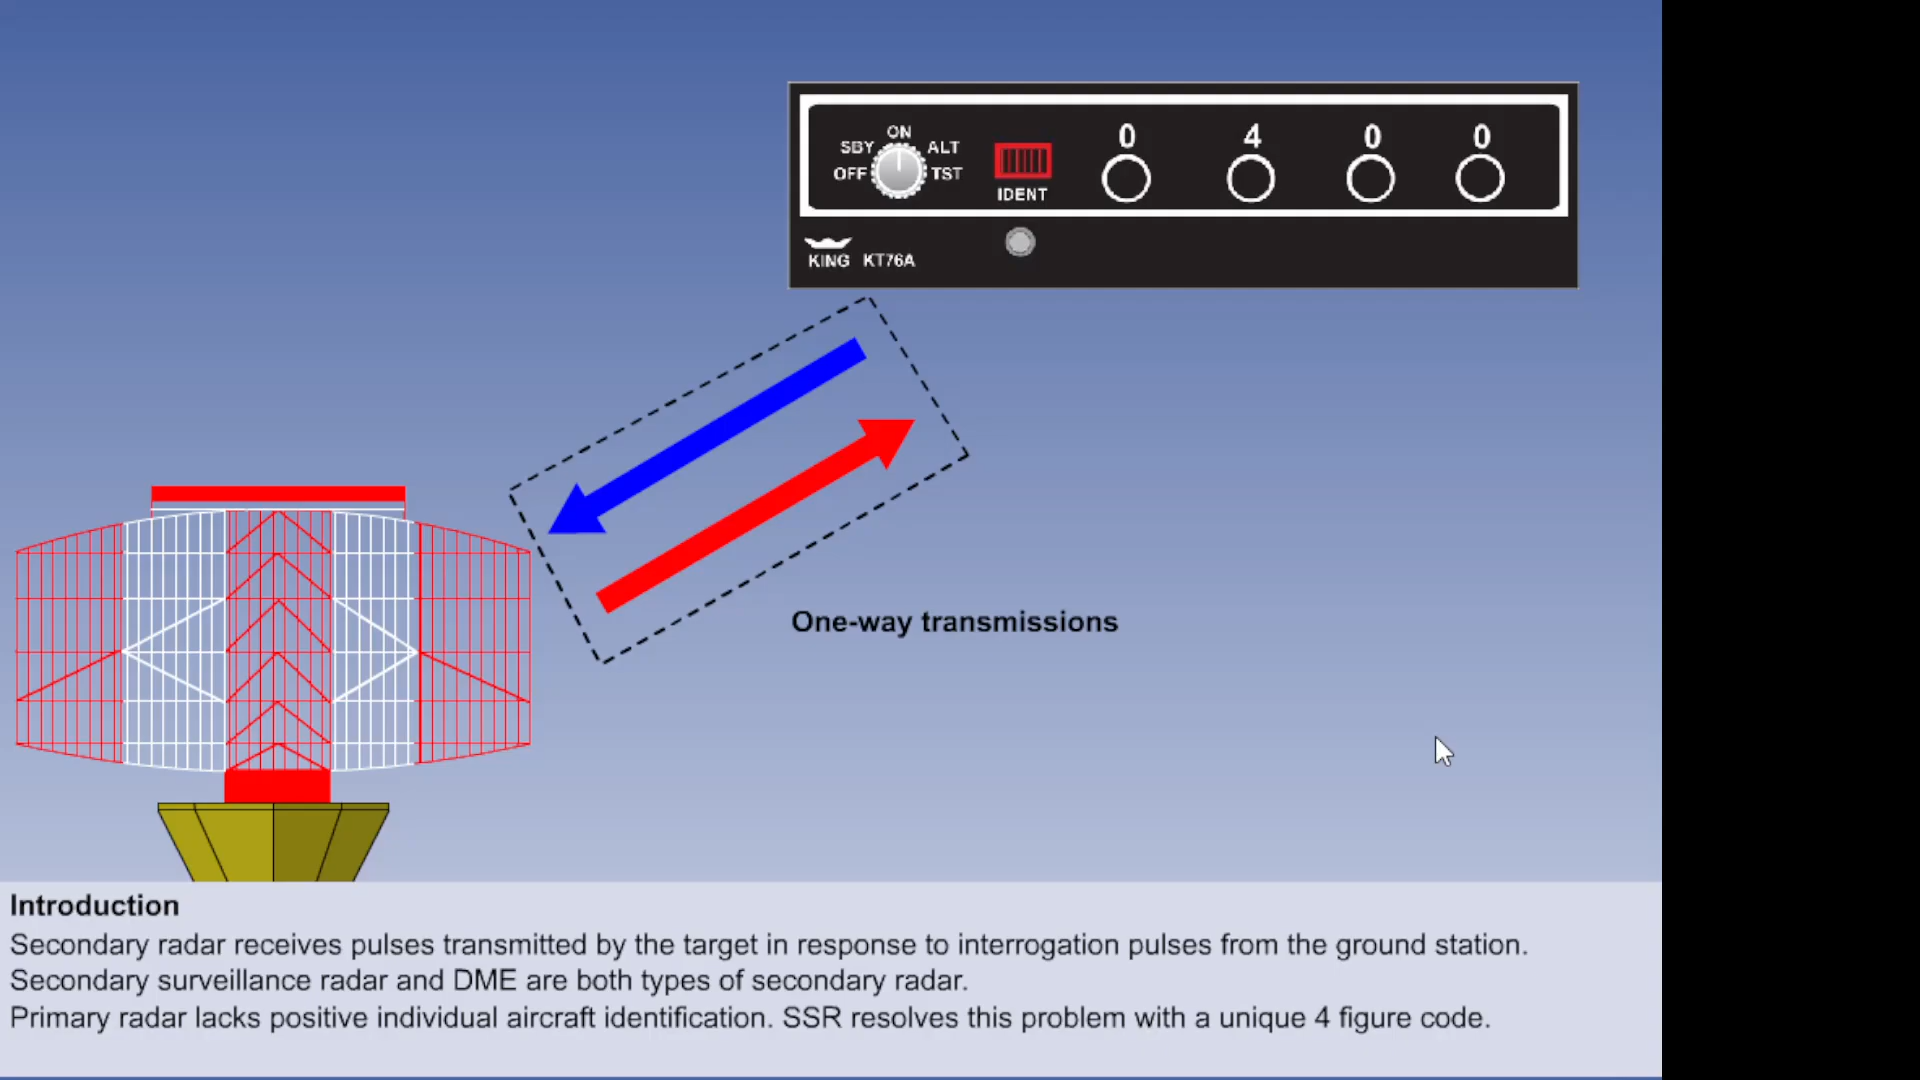 0 4 0 0
ON
SBY ALT
OFF TST
IDENT
KING KT76A
One-way transmissions
Introduction
Secondary radar receives pulses transmitted by the target in response to interrogation pulses from the ground station.
Secondary surveillance radar and DME are both types of secondary radar.
Primary radar lacks positive individual aircraft identification. SSR resolves this problem with a unique 4 figure code.